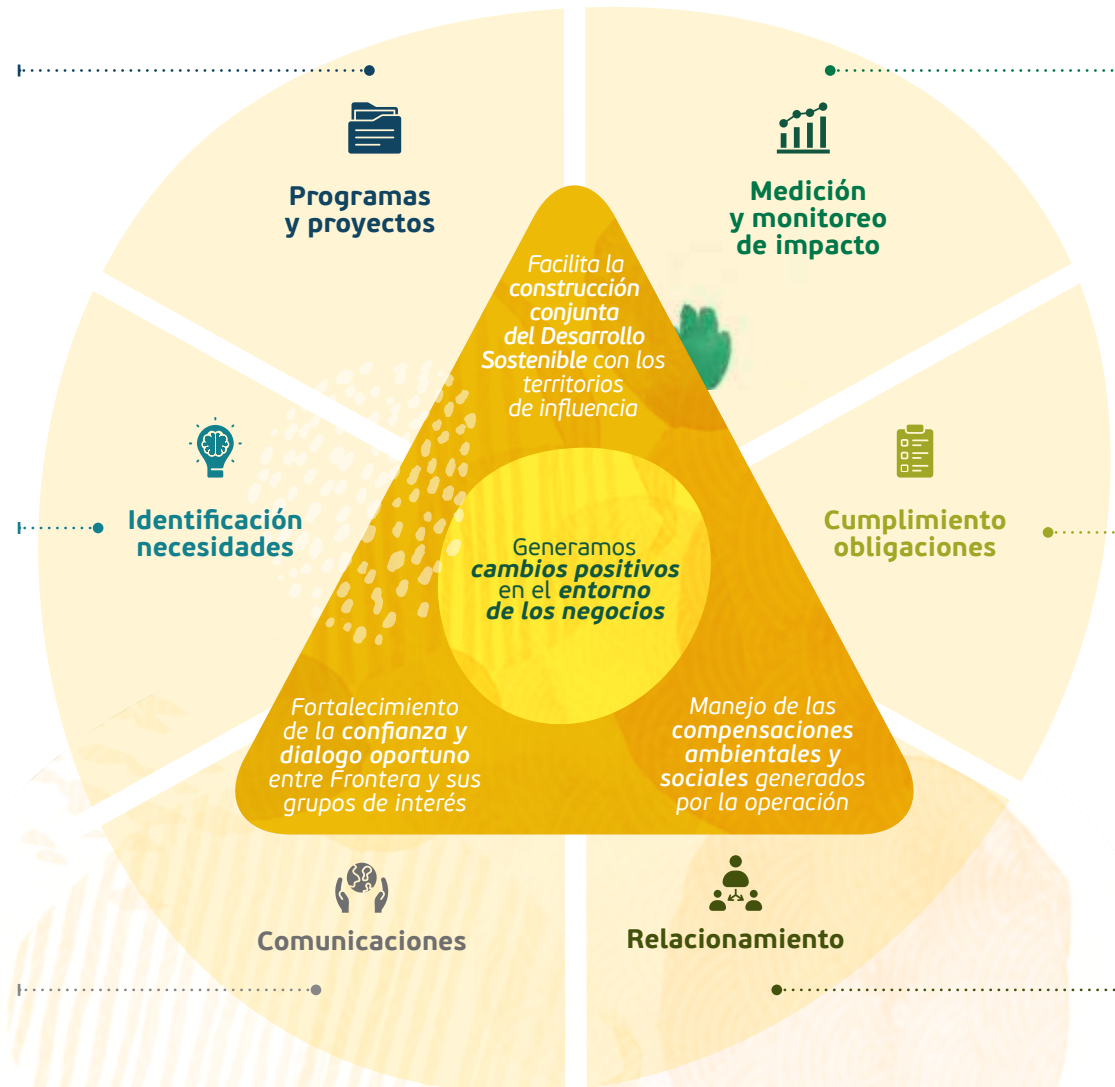 Programas
y proyectos
Medición
y monitoreo
de impacto
Facilita la
construcción
conjunta
del Desarrollo
Sostenible con los
territorios
de influencia
Identificación
necesidades
Cumplimiento
obligaciones
Generamos
cambios positivos
en el entorno
de los negocios
Fortalecimiento
de la confianza y
dialogo oportuno
entre Frontera y sus
grupos de interés
Manejo de las
compensaciones
ambientales y
sociales generados
por la operación
Comunicaciones
Relacionamiento